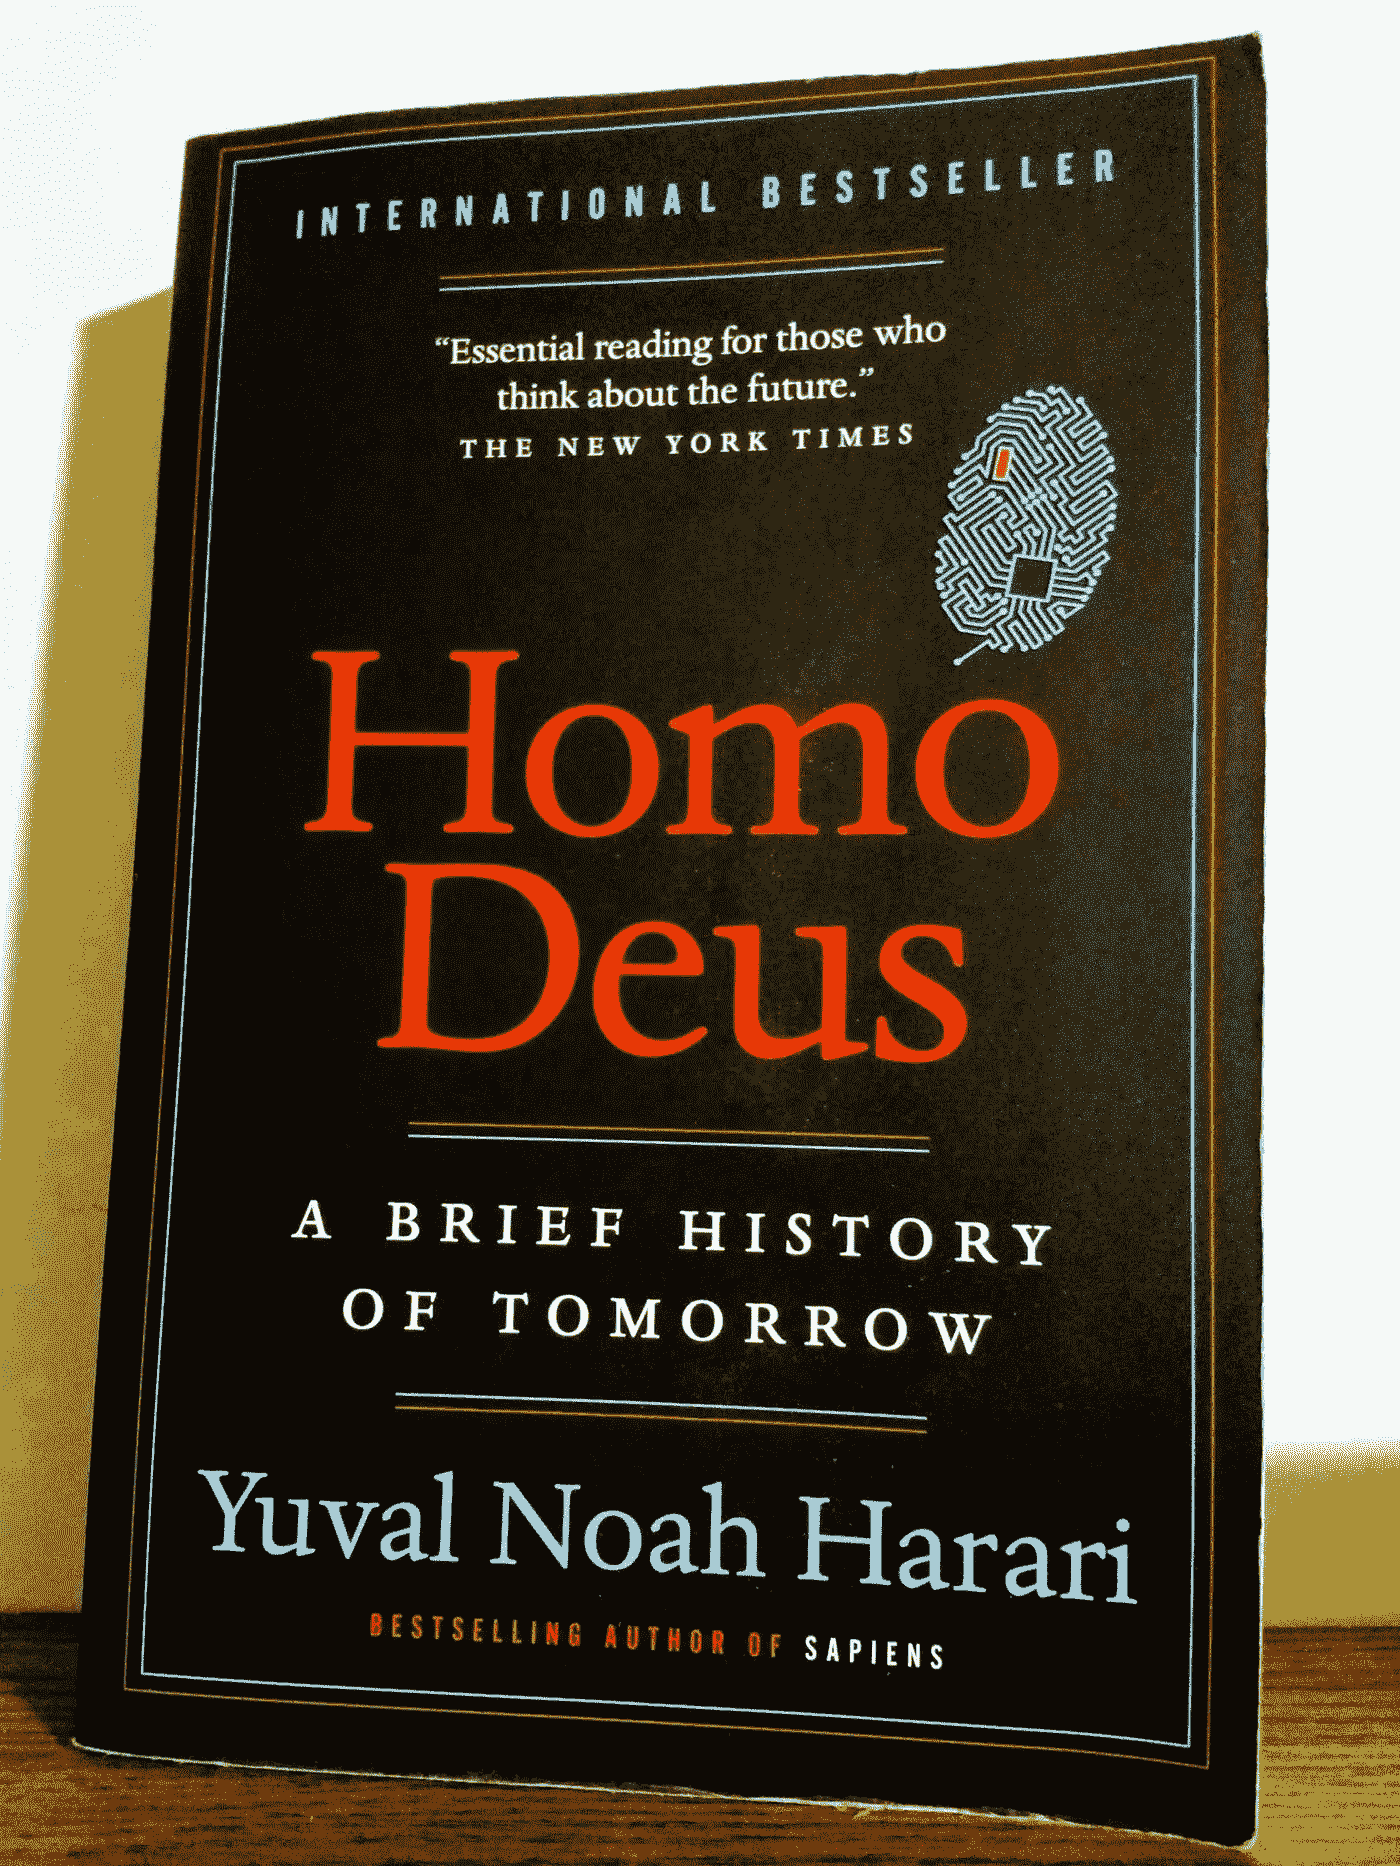 INTERNATIONAL BESTSELLER
“Essential reading for those who
think about the future.”
THE NEW YORK TIMES
Homo
Deus
A BRIEF HISTORY
OF TOMORROW
Yuval Noah Harari
BESTSELLING AUTHOR OF SAPIENS